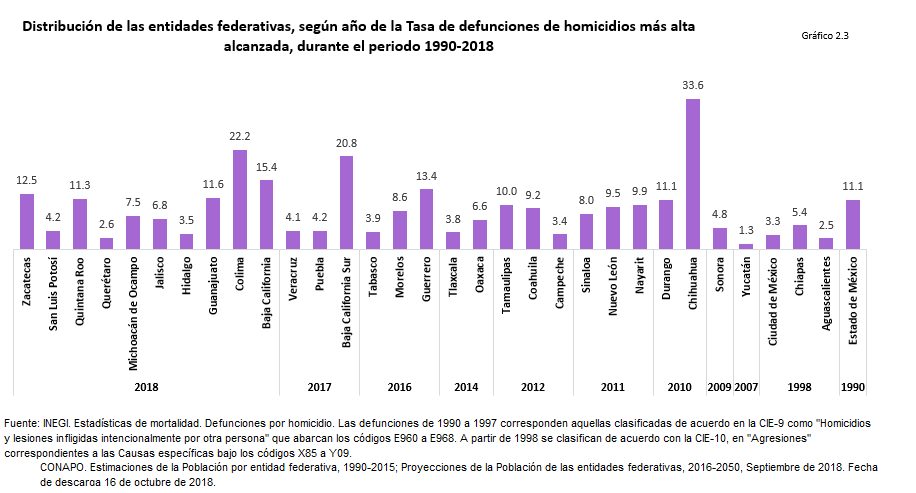 Distribución de las entidades federativas, según año de la Tasa de defunciones de homicidios más alta
alcanzada, durante el periodo 1990-2018
Gráfico 2.3
12.5
4.2
11.3
2.6
7.5
6.8
3.5
11.6
22.2
15.4
4.1
4.2
20.8
3.9
8.6
13.4
3.8
6.6
10.0
9.2
3.4
8.0
9.5
9.9
11.1
33.6
4.8
1.3
3.3
5.4
2.5
11.1
Zacatecas
San Luis Potosí
Quintana Roo
Querétaro
Michoacán de Ocampo
Jalisco
Hidalgo
Guanajuato
Colima
Baja California
Veracruz
Puebla
Baja California Sur
Tabasco
Morelos
Guerrero
Tlaxcala
Oaxaca
Tamaulipas
Coahuila
Campeche
Sinaloa
Nuevo León
Nayarit
Durango
Chihuahua
Sonora
Yucatán
Ciudad de México
Chiapas
Aguascalientes
Estado de México
2018
2017
2016
2014
2012
2011
2010
2009
2007
1998
1990
Fuente: INEGI. Estadísticas de mortalidad. Defunciones por homicidio. Las defunciones de 1990 a 1997 corresponden aquellas clasificadas de acuerdo en la CIE-9 como "Homicidios
y lesiones infligidas intencionalmente por otra persona" que abarcan los códigos E960 a E968. A partir de 1998 se clasifican de acuerdo con la CIE-10, en "Agresiones"
correspondientes a las Causas específicas bajo los códigos X85 a Y09.
CONAPO. Estimaciones de la Población por entidad federativa, 1990-2015; Proyecciones de la Población de las entidades federativas, 2016-2050, Septiembre de 2018. Fecha
de descarga 16 de octubre de 2018.